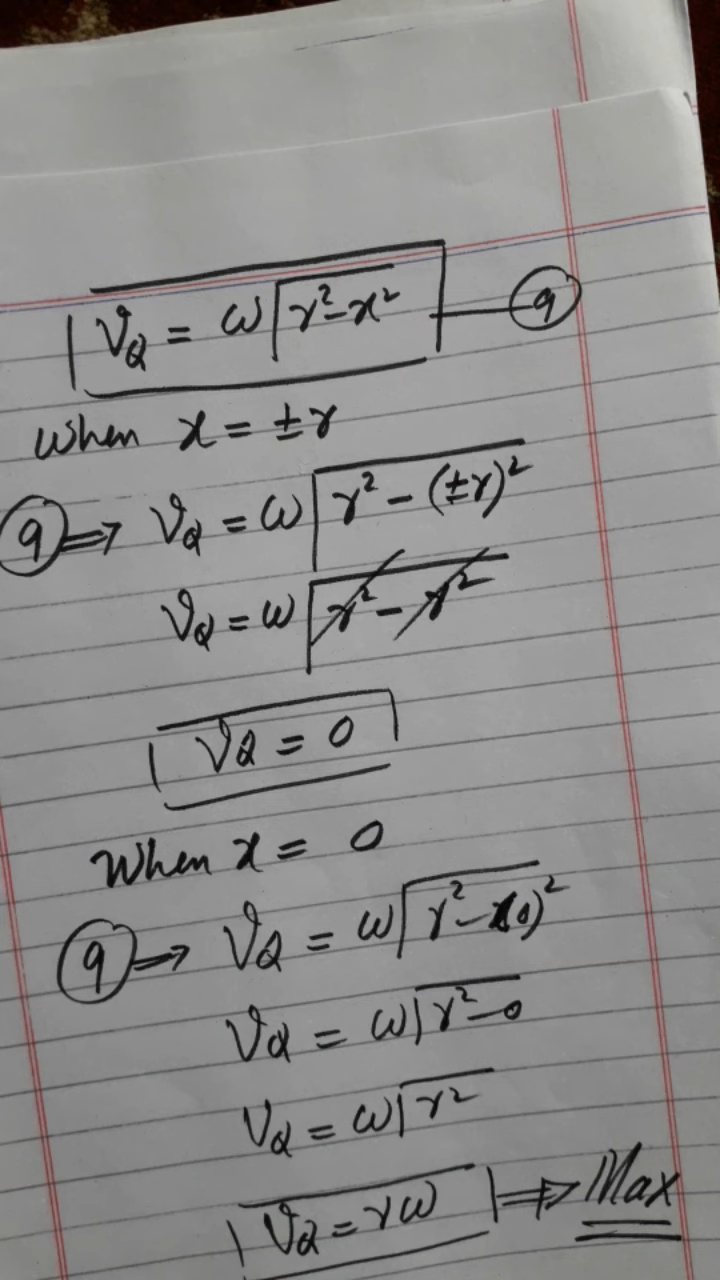 V_Q = ω√(r²-x²) — ⑨
When x = ±r
⑨ ⇒ V_Q = ω√(r² - (±r)²)
V_Q = ω√(r² - r²)
V_Q = 0
When x = 0
⑨ ⇒ V_Q = ω√(r² - (0)²)
V_Q = ω√(r² - 0)
V_Q = ω√r²
V_Q = rω ⇒ Max